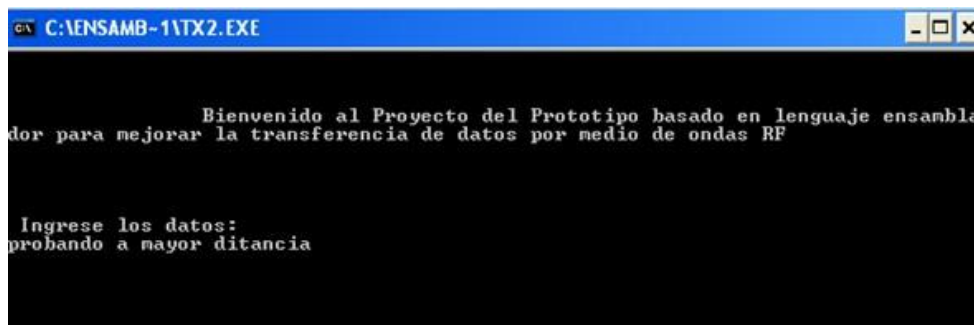 C:\ENSAMB~1\TX2.EXE
Bienvenido al Proyecto del Prototipo basado en lenguaje ensambla
dor para mejorar la transferencia de datos por medio de ondas RF
Ingrese los datos:
probando a mayor ditancia